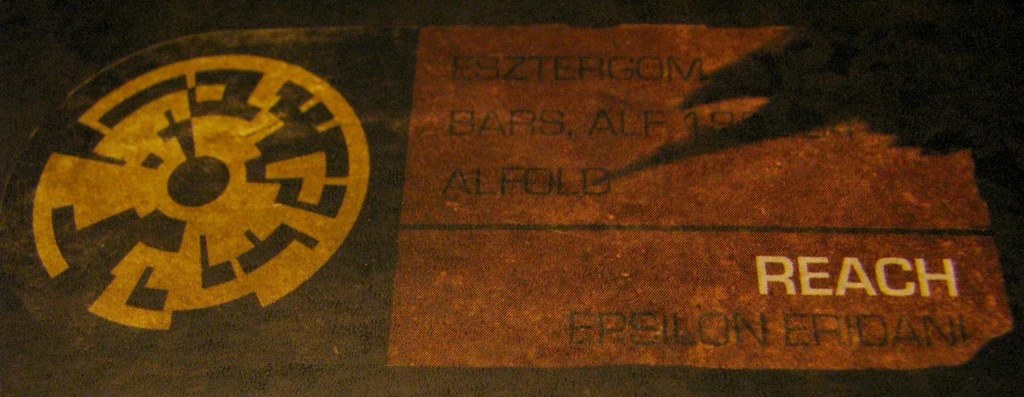 ESZTERGOM
BARS, ALF
ALFOLD
REACH
EPSILON ERIDANI